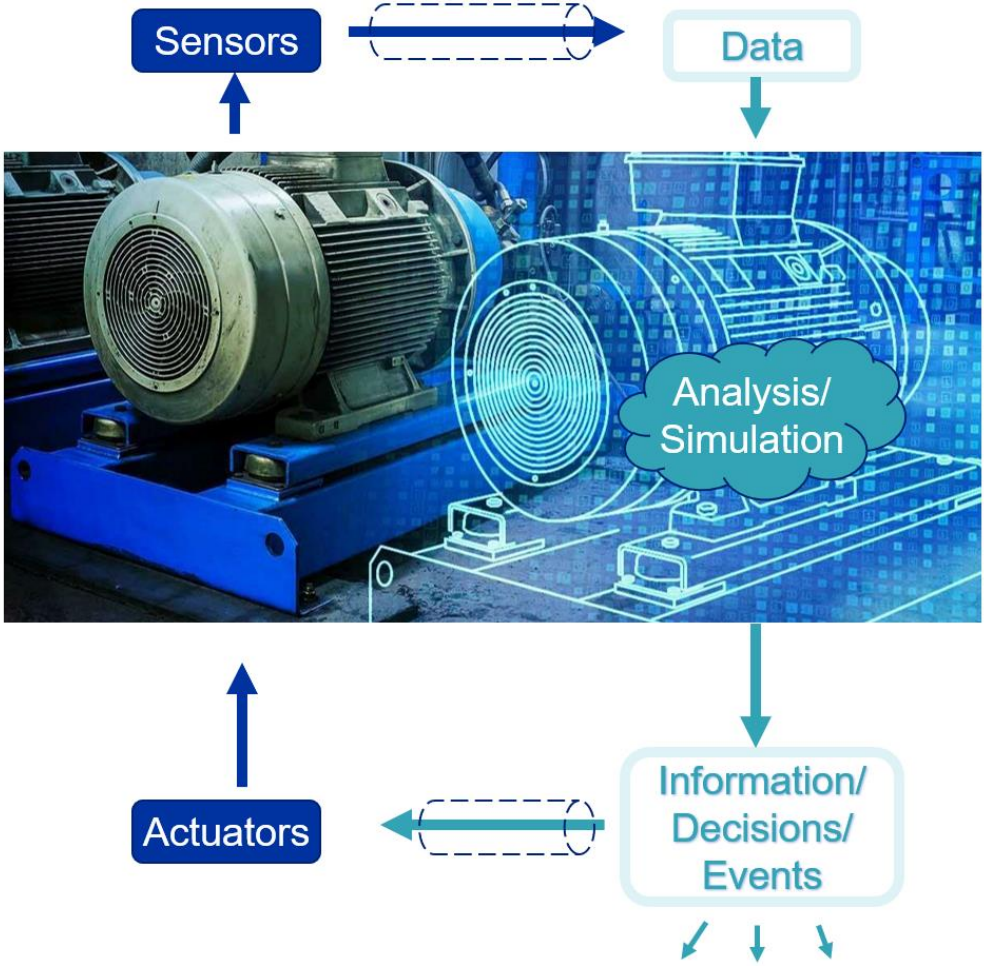 Sensors
Data
Analysis/
Simulation
Actuators
Information/
Decisions/
Events